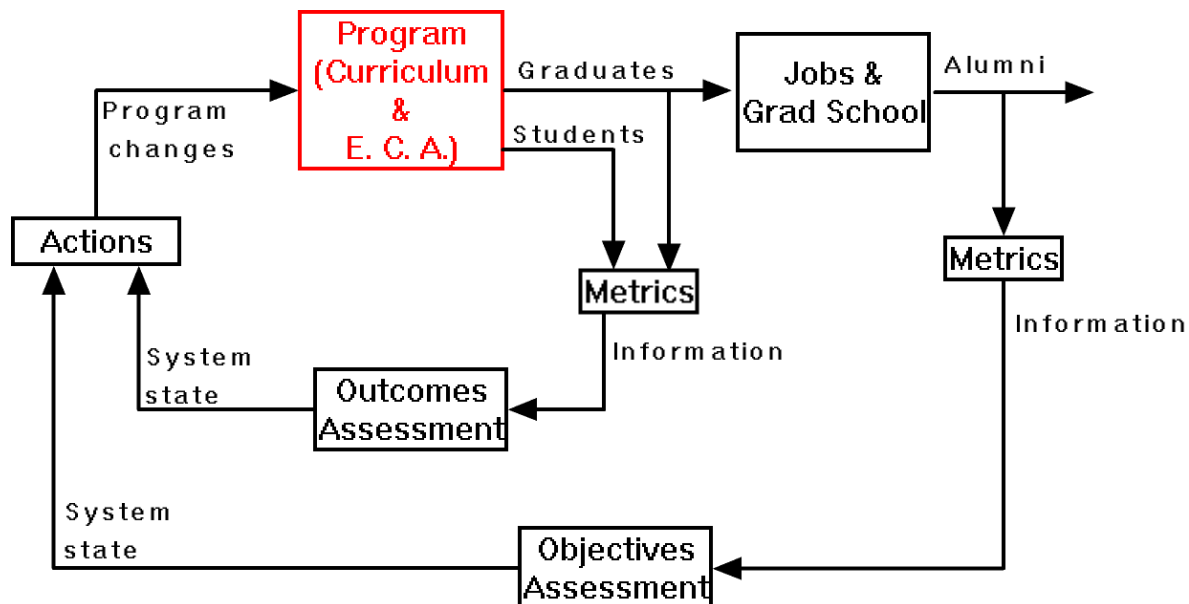 Program
(Curriculum
&
E. C. A.)
Graduates
Students
Jobs &
Grad School
Alumni
Program
changes
Actions
Metrics
Metrics
Information
Information
System
state
Outcomes
Assessment
System
state
Objectives
Assessment